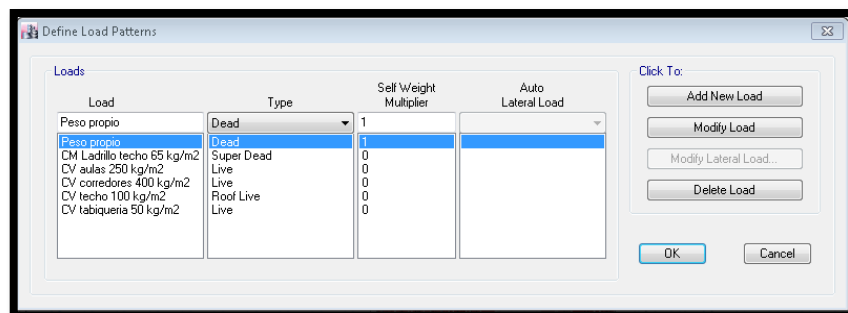 Define Load Patterns
Loads
Click To:
Load Type Self Weight Multiplier Auto Lateral Load
Peso propio Dead 1
Peso propio Dead 1
CM Ladrillo techo 65 kg/m2 Super Dead 0
CV aulas 250 kg/m2 Live 0
CV corredores 400 kg/m2 Live 0
CV techo 100 kg/m2 Roof Live 0
CV tabiqueria 50 kg/m2 Live 0
Add New Load
Modify Load
Modify Lateral Load...
Delete Load
OK Cancel